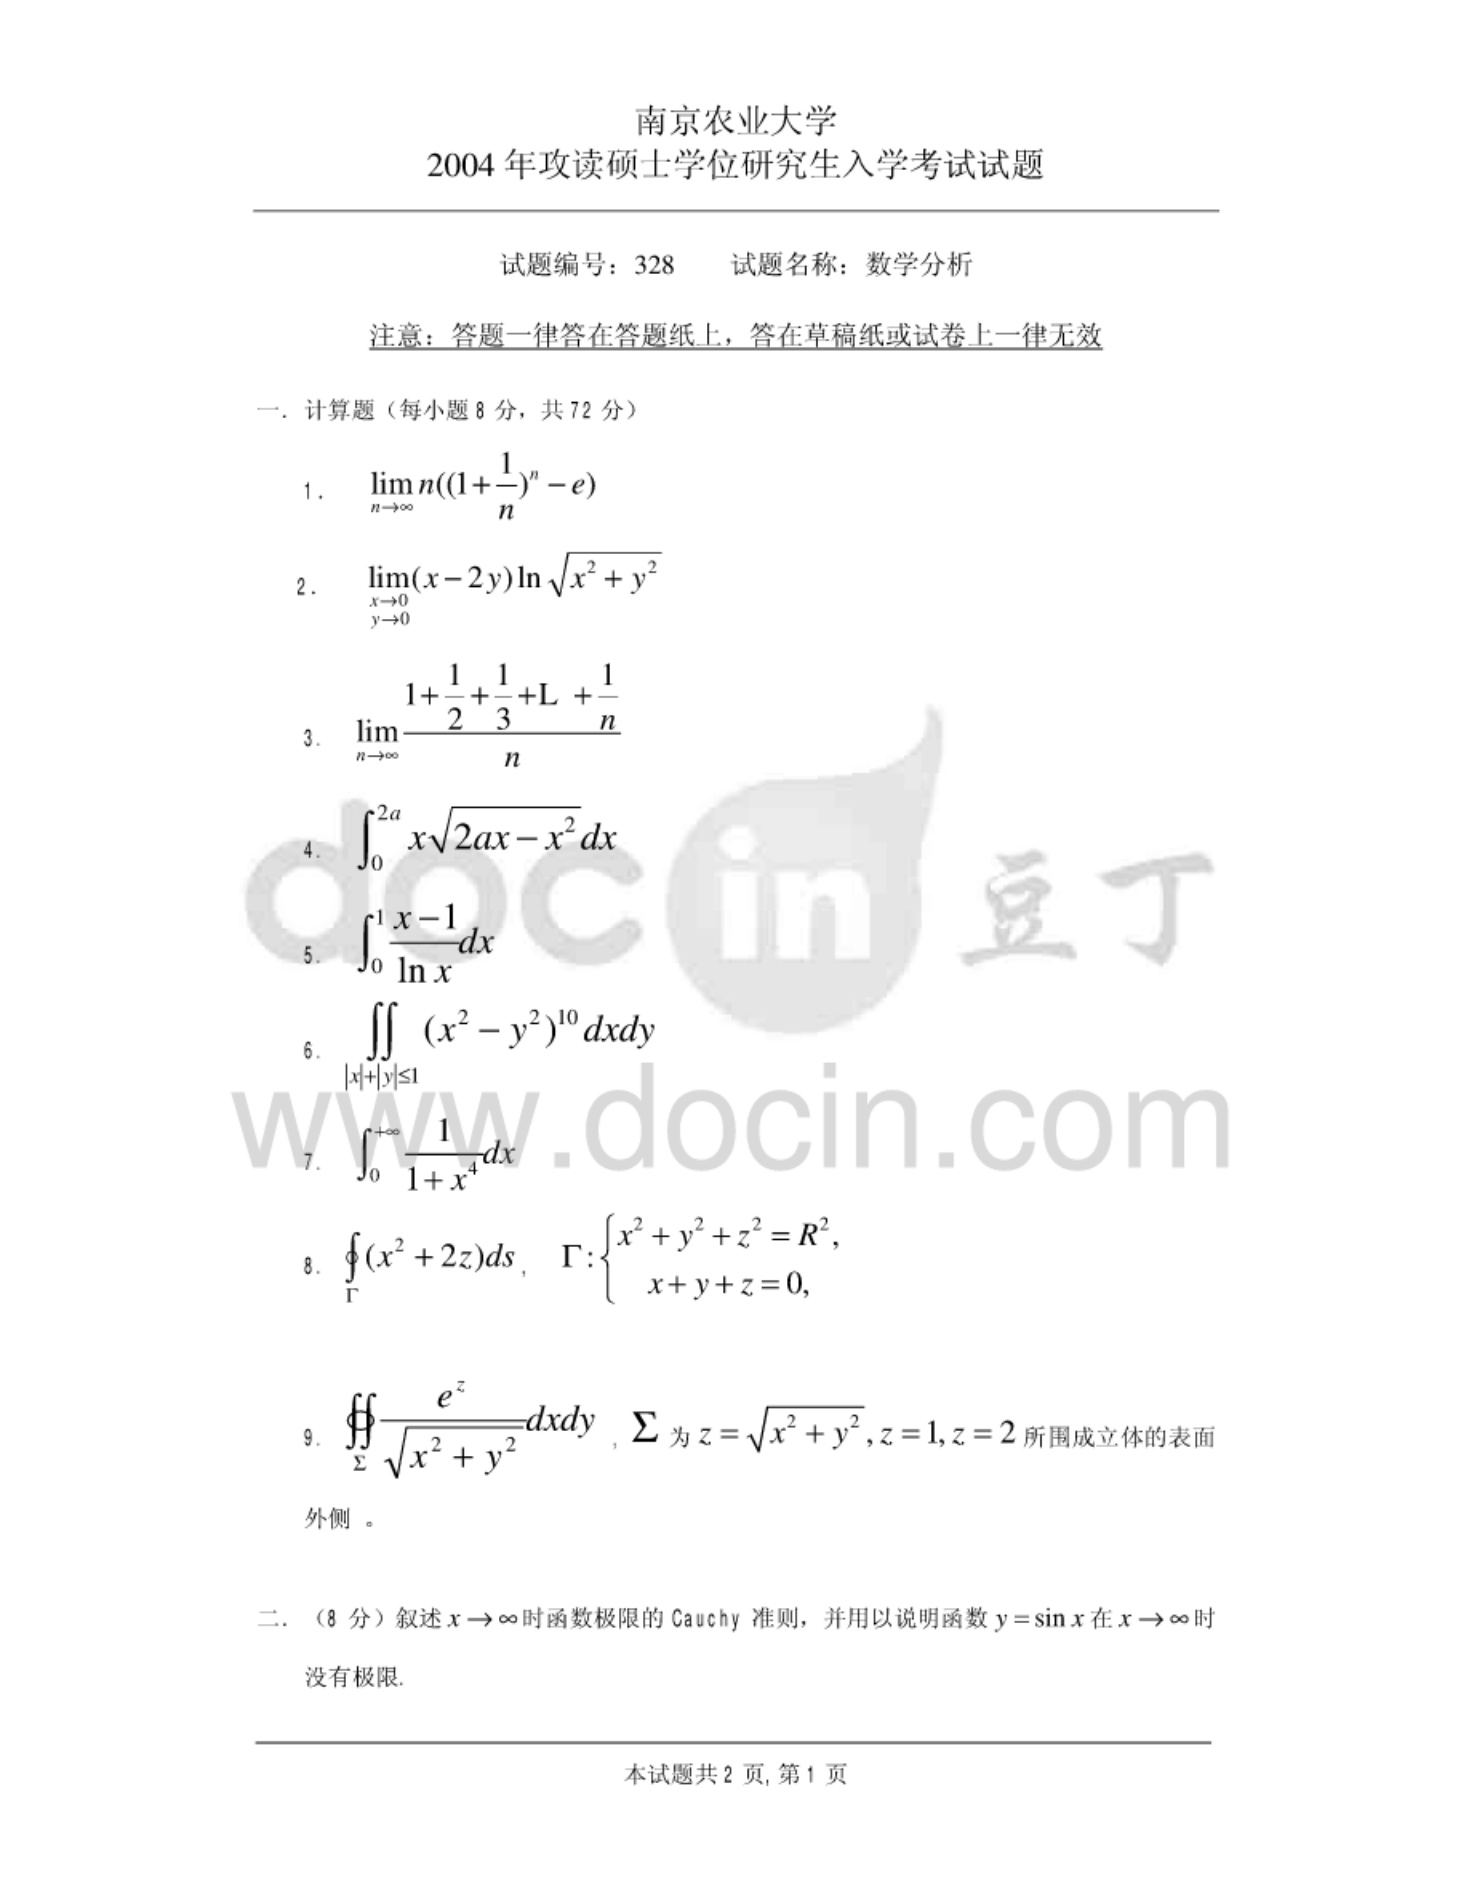 南京农业大学
2004 年攻读硕士学位研究生入学考试试题
试题编号：328 试题名称：数学分析
注意：答题一律答在答题纸上，答在草稿纸或试卷上一律无效
一．计算题（每小题 8 分，共 72 分）
1． $\lim_{n\to\infty} n((1+\frac{1}{n})^n - e)$
2． $\lim_{\substack{x\to 0 \\ y\to 0}} (x-2y)\ln\sqrt{x^2+y^2}$
3． $\lim_{n\to\infty} \frac{1+\frac{1}{2}+\frac{1}{3}+L+\frac{1}{n}}{n}$
4． $\int_0^{2a} x\sqrt{2ax-x^2}dx$
5． $\int_0^1 \frac{x-1}{\ln x}dx$
6． $\iint_{|x|+|y|\le 1} (x^2-y^2)^{10}dxdy$
7． $\int_0^{+\infty} \frac{1}{1+x^4}dx$
8． $\oint_\Gamma (x^2+2z)ds$， $\Gamma:\begin{cases} x^2+y^2+z^2=R^2, \\ x+y+z=0, \end{cases}$
9． $\oiint_\Sigma \frac{e^z}{\sqrt{x^2+y^2}}dxdy$，$\Sigma$ 为 $z=\sqrt{x^2+y^2}, z=1, z=2$ 所围成立体的表面
外侧 。
二．（8 分）叙述 $x\to\infty$ 时函数极限的 Cauchy 准则，并用以说明函数 $y=\sin x$ 在 $x\to\infty$ 时
没有极限.
本试题共 2 页, 第 1 页
docin 豆丁
www.docin.com